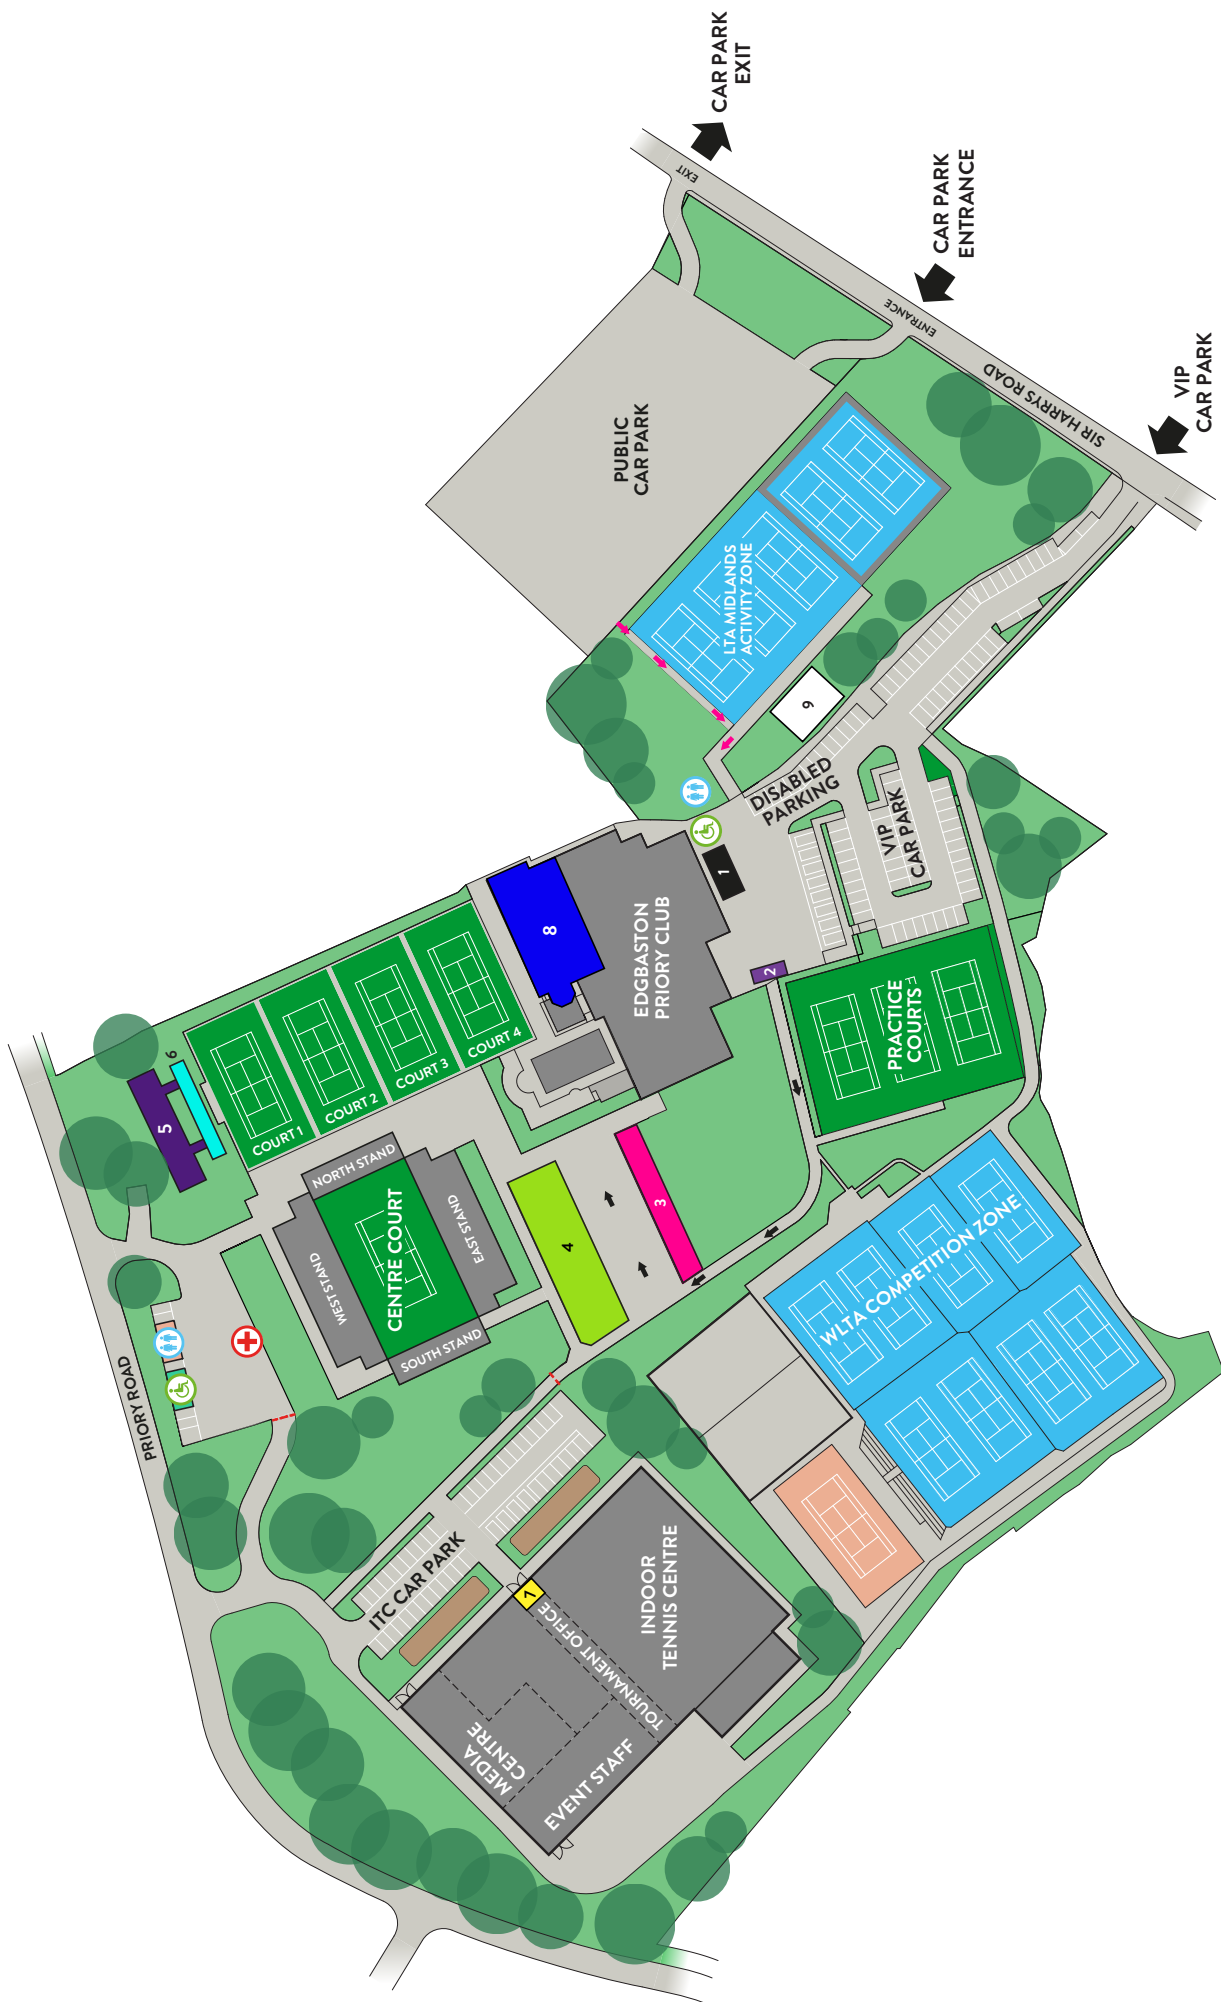 CAR PARK
EXIT
EXIT
CAR PARK
ENTRANCE
ENTRANCE
SIR HARRYS ROAD
VIP
CAR PARK
PUBLIC
CAR PARK
LTA MIDLANDS
ACTIVITY ZONE
9
DISABLED
PARKING
VIP
CAR PARK
1
2
8
EDGBASTON
PRIORY CLUB
PRACTICE
COURTS
COURT 4
COURT 3
COURT 2
COURT 1
6
5
NORTH STAND
WEST STAND
CENTRE COURT
EAST STAND
SOUTH STAND
4
3
WLTA COMPETITION ZONE
PRIORY ROAD
ITC CAR PARK
7
TOURNAMENT OFFICE
INDOOR
TENNIS CENTRE
MEDIA
CENTRE
EVENT STAFF